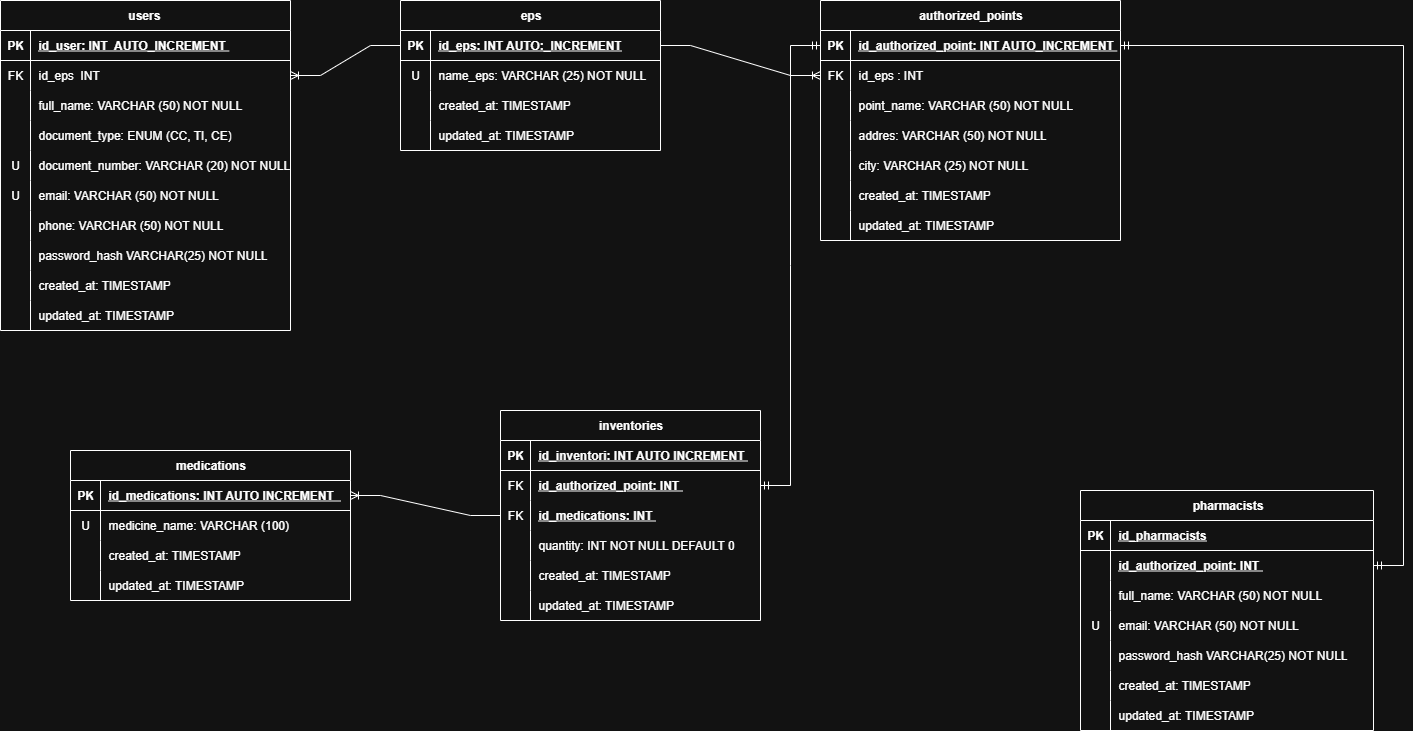 users
PK id_user: INT AUTO_INCREMENT
FK id_eps INT
full_name: VARCHAR (50) NOT NULL
document_type: ENUM (CC, TI, CE)
U document_number: VARCHAR (20) NOT NULL
U email: VARCHAR (50) NOT NULL
phone: VARCHAR (50) NOT NULL
password_hash VARCHAR(25) NOT NULL
created_at: TIMESTAMP
updated_at: TIMESTAMP
eps
PK id_eps: INT AUTO:_INCREMENT
U name_eps: VARCHAR (25) NOT NULL
created_at: TIMESTAMP
updated_at: TIMESTAMP
authorized_points
PK id_authorized_point: INT AUTO_INCREMENT
FK id_eps : INT
point_name: VARCHAR (50) NOT NULL
addres: VARCHAR (50) NOT NULL
city: VARCHAR (25) NOT NULL
created_at: TIMESTAMP
updated_at: TIMESTAMP
medications
PK id_medications: INT AUTO INCREMENT
U medicine_name: VARCHAR (100)
created_at: TIMESTAMP
updated_at: TIMESTAMP
inventories
PK id_inventori: INT AUTO INCREMENT
FK id_authorized_point: INT
FK id_medications: INT
quantity: INT NOT NULL DEFAULT 0
created_at: TIMESTAMP
updated_at: TIMESTAMP
pharmacists
PK id_pharmacists
id_authorized_point: INT
full_name: VARCHAR (50) NOT NULL
U email: VARCHAR (50) NOT NULL
password_hash VARCHAR(25) NOT NULL
created_at: TIMESTAMP
updated_at: TIMESTAMP